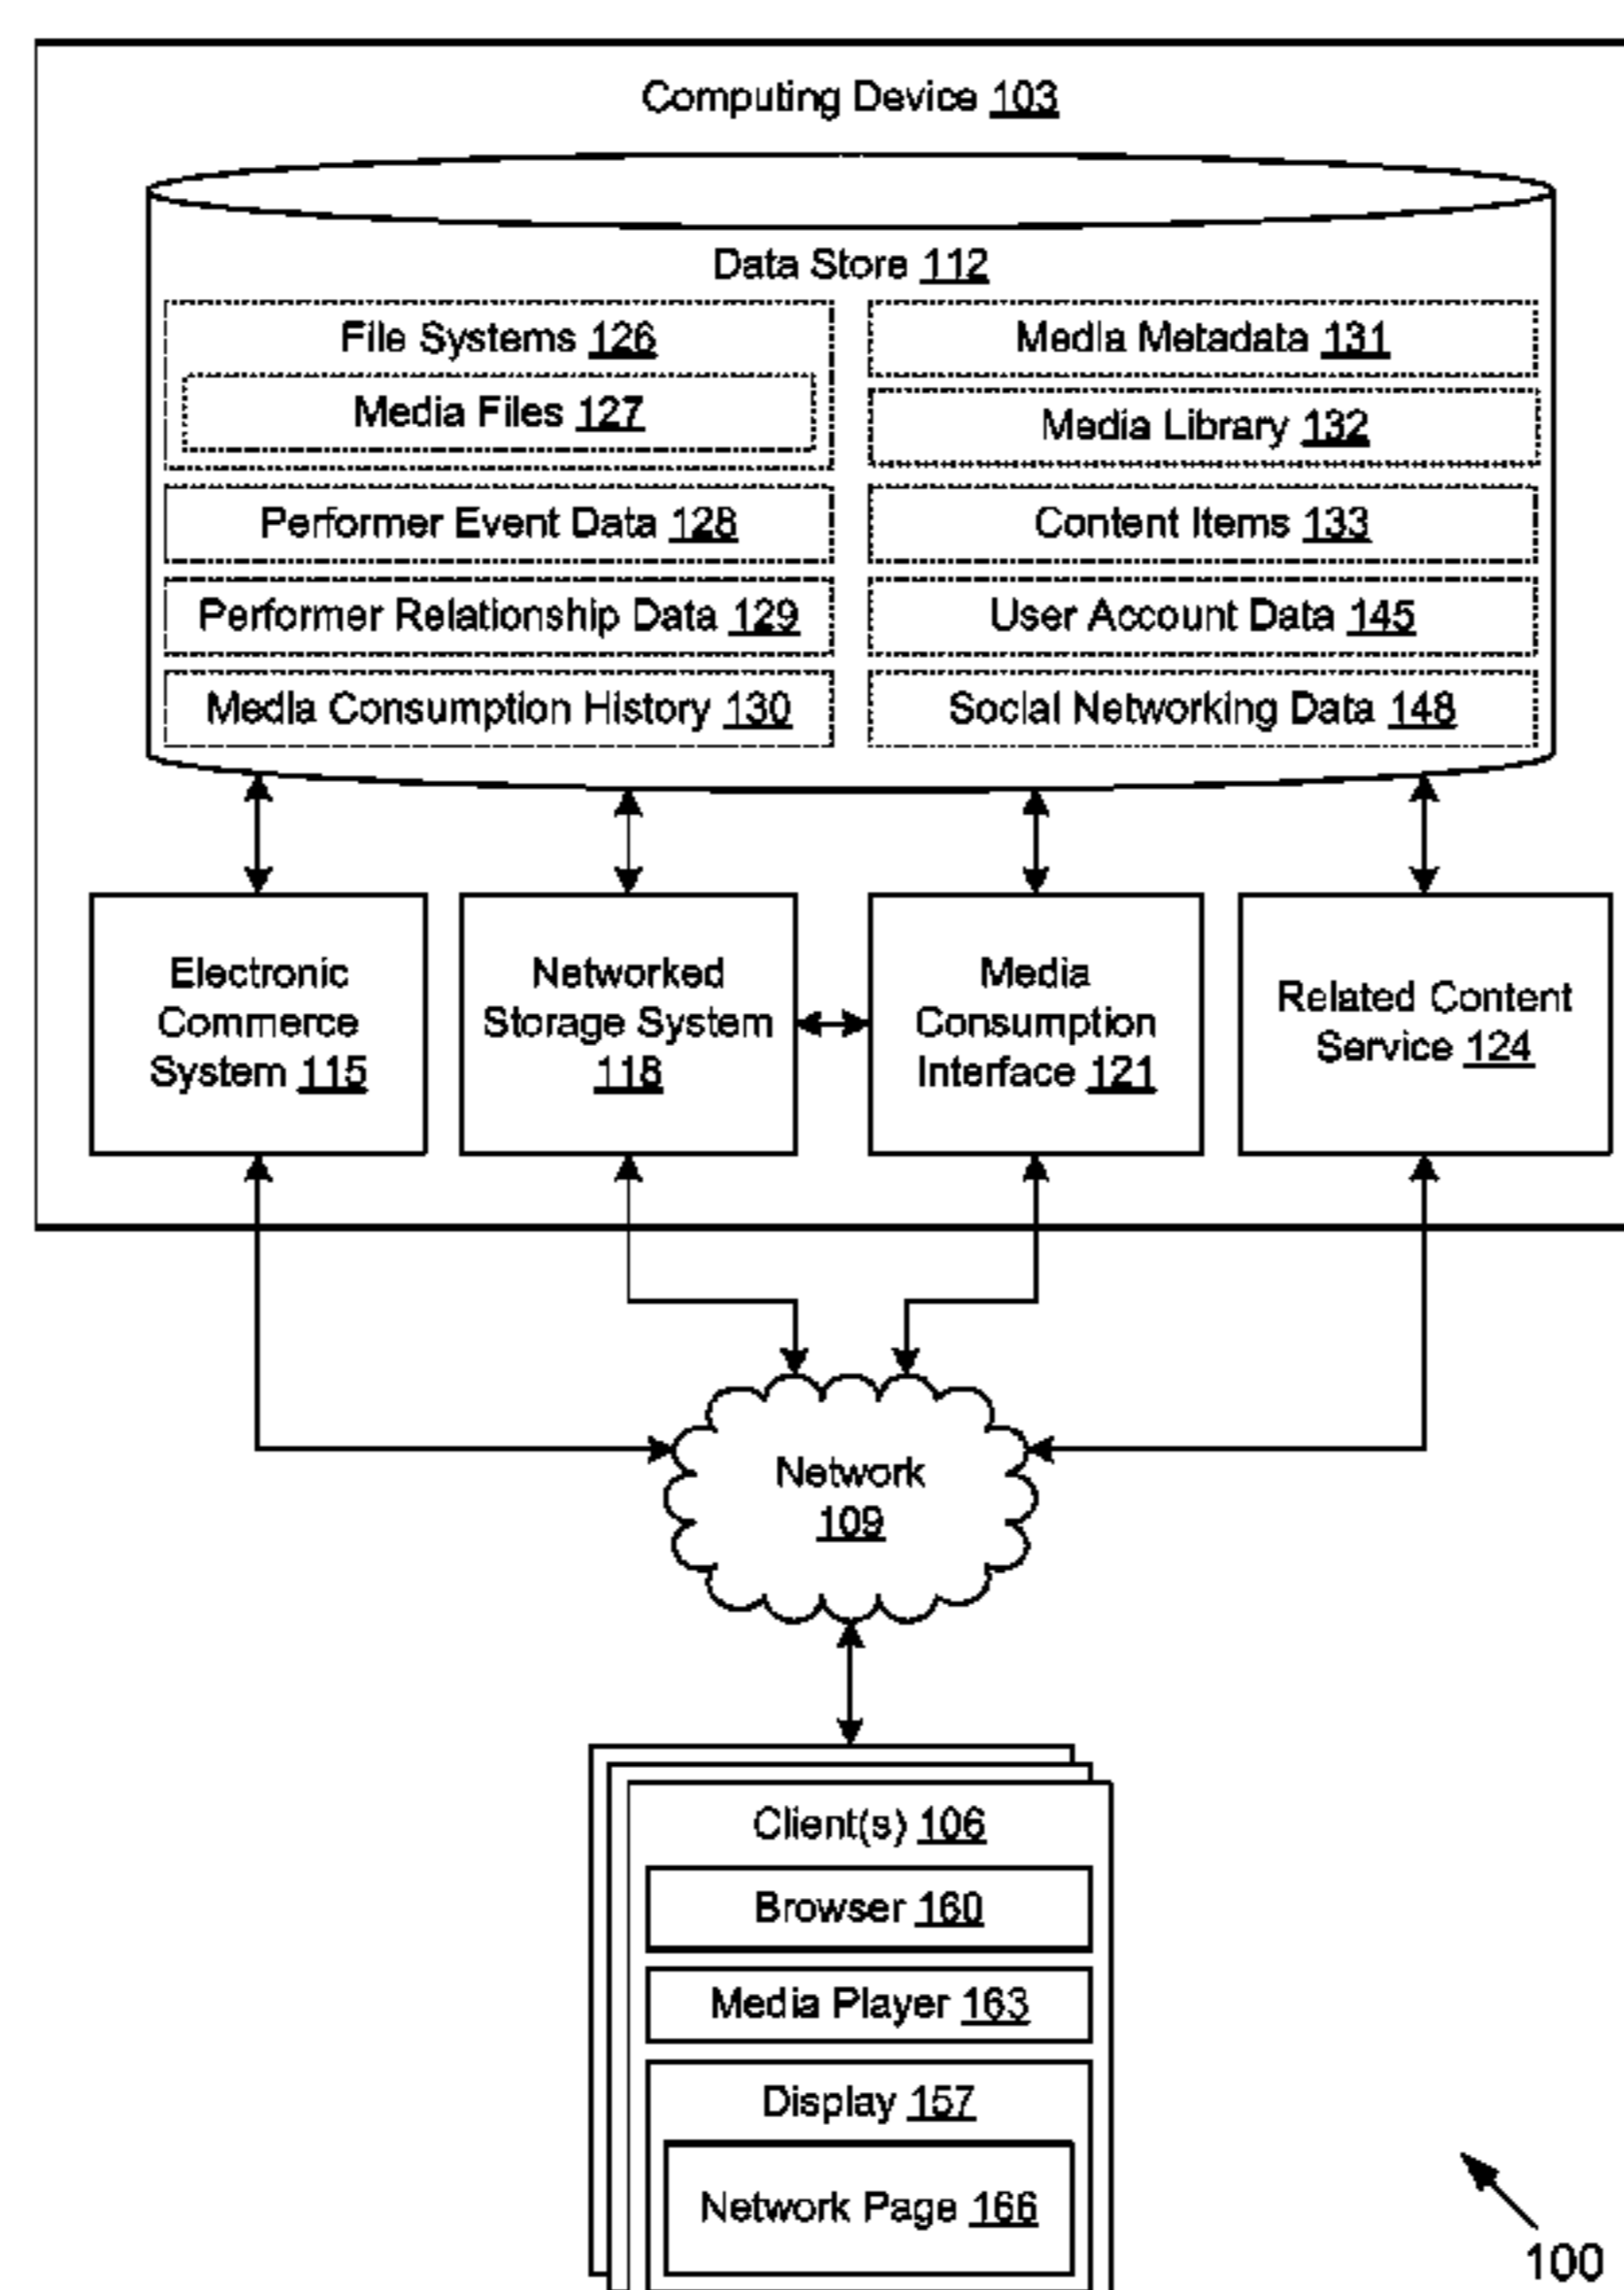 Computing Device 103
Data Store 112
File Systems 126
Media Files 127
Performer Event Data 128
Performer Relationship Data 129
Media Consumption History 130
Media Metadata 131
Media Library 132
Content Items 133
User Account Data 145
Social Networking Data 148
Electronic
Commerce
System 115
Networked
Storage System
118
Media
Consumption
Interface 121
Related Content
Service 124
Network
109
Client(s) 106
Browser 160
Media Player 163
Display 157
Network Page 166
100